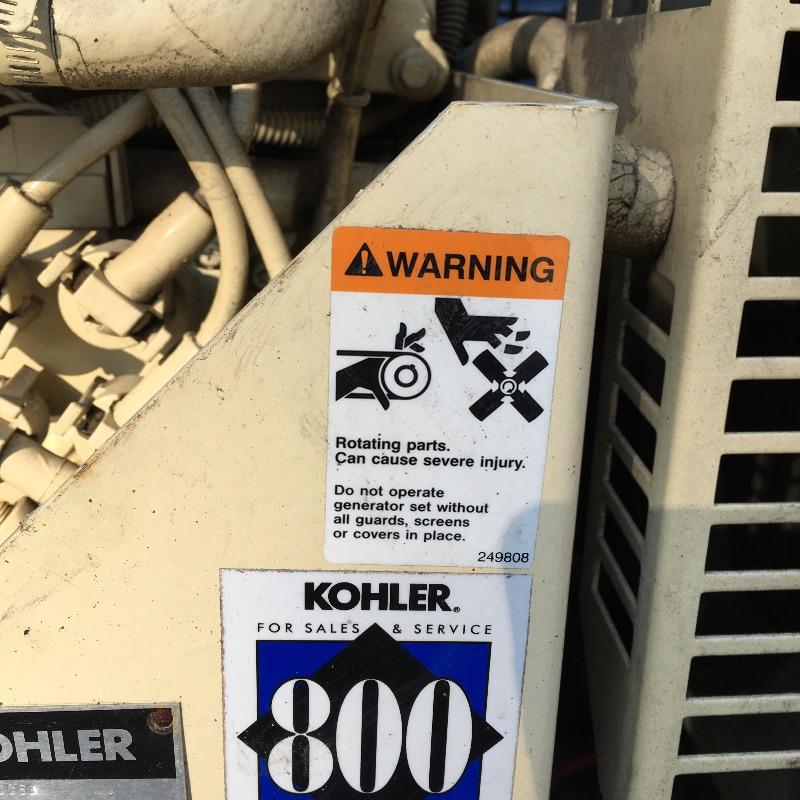 WARNING
Rotating parts.
Can cause severe injury.
Do not operate
generator set without
all guards, screens
or covers in place.
249808
KOHLER®
FOR SALES & SERVICE
800
OHLER